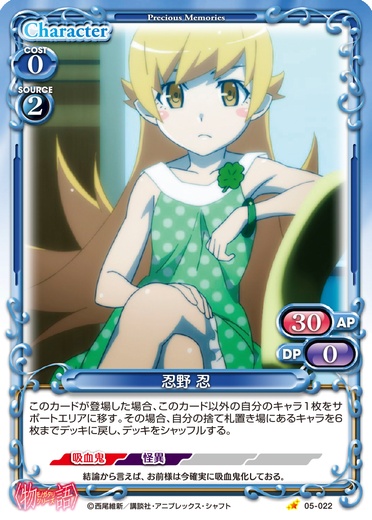 Precious Memories
Character
COST
0
SOURCE
2
30 AP
DP 0
忍野 忍
このカードが登場した場合、このカード以外の自分のキャラ1枚をサ
ポートエリアに移す。その場合、自分の捨て札置き場にあるキャラを6
枚までデッキに戻し、デッキをシャッフルする。
吸血鬼 怪異
結論から言えば、お前様は今確実に吸血鬼化しておる。
物語
©西尾維新/講談社・アニプレックス・シャフト
05-022